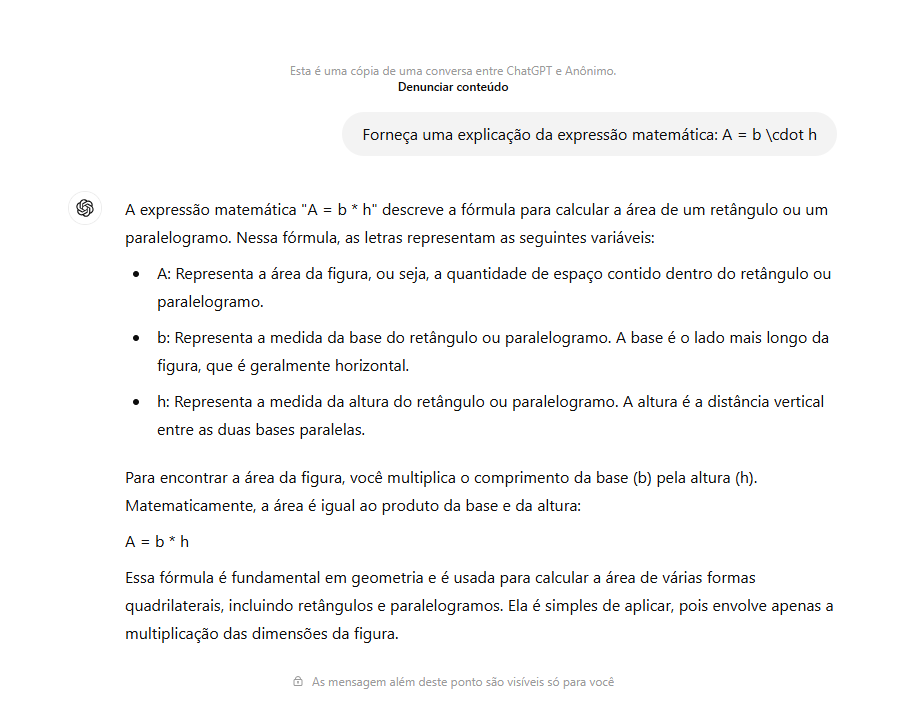 Esta é uma cópia de uma conversa entre ChatGPT e Anônimo.
Denunciar conteúdo
Forneça uma explicação da expressão matemática: A = b \cdot h
A expressão matemática "A = b * h" descreve a fórmula para calcular a área de um retângulo ou um
paralelogramo. Nessa fórmula, as letras representam as seguintes variáveis:
• A: Representa a área da figura, ou seja, a quantidade de espaço contido dentro do retângulo ou
paralelogramo.
• b: Representa a medida da base do retângulo ou paralelogramo. A base é o lado mais longo da
figura, que é geralmente horizontal.
• h: Representa a medida da altura do retângulo ou paralelogramo. A altura é a distância vertical
entre as duas bases paralelas.
Para encontrar a área da figura, você multiplica o comprimento da base (b) pela altura (h).
Matematicamente, a área é igual ao produto da base e da altura:
A = b * h
Essa fórmula é fundamental em geometria e é usada para calcular a área de várias formas
quadrilaterais, incluindo retângulos e paralelogramos. Ela é simples de aplicar, pois envolve apenas a
multiplicação das dimensões da figura.
As mensagem além deste ponto são visíveis só para você